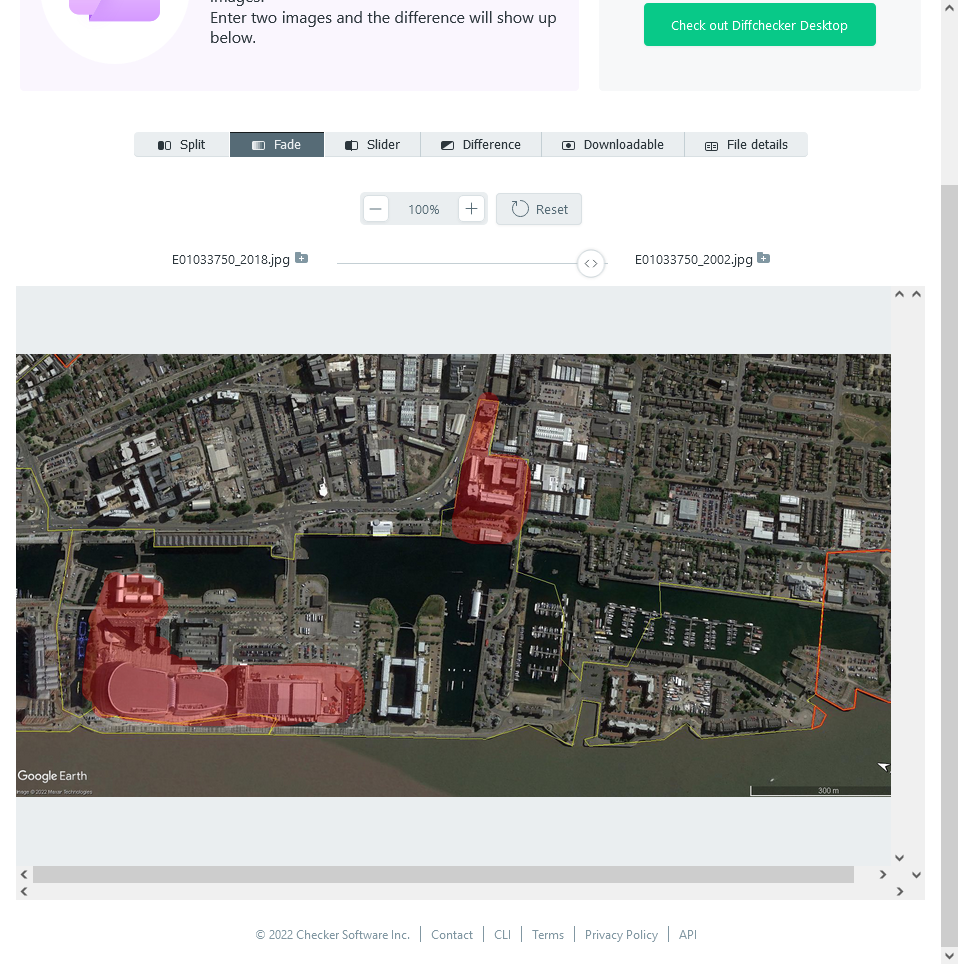 images.
Enter two images and the difference will show up
below.
Check out Diffchecker Desktop
Split
Fade
Slider
Difference
Downloadable
File details
100%
Reset
E01033750_2018.jpg
E01033750_2002.jpg
Google Earth
Image © 2022 Maxar Technologies
300 m
© 2022 Checker Software Inc.
Contact
CLI
Terms
Privacy Policy
API